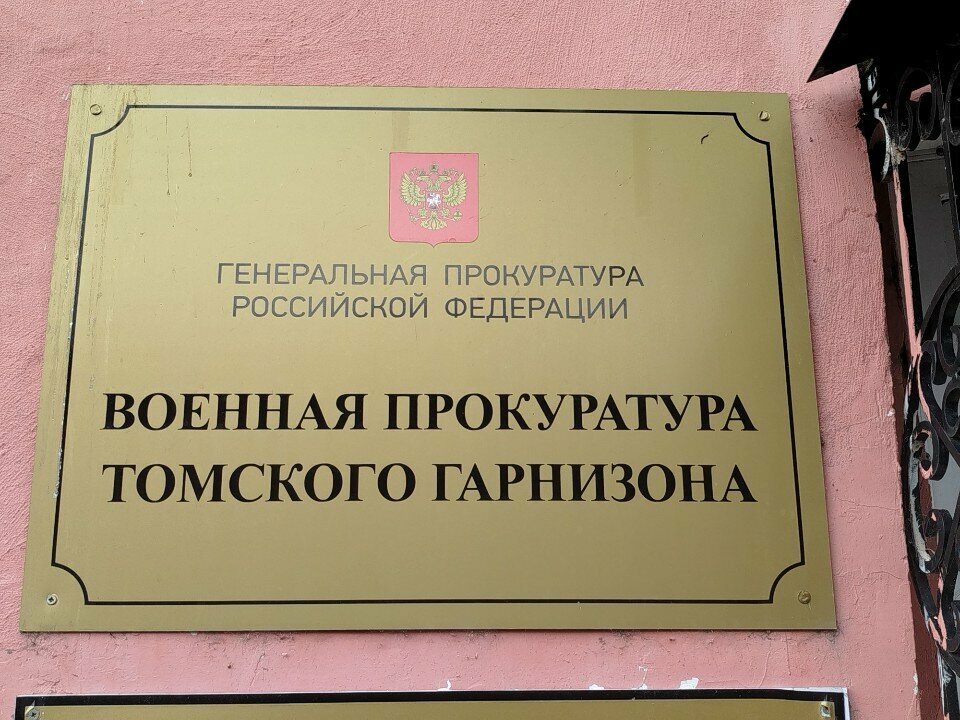 ГЕНЕРАЛЬНАЯ ПРОКУРАТУРА
РОССИЙСКОЙ ФЕДЕРАЦИИ
ВОЕННАЯ ПРОКУРАТУРА
ТОМСКОГО ГАРНИЗОНА